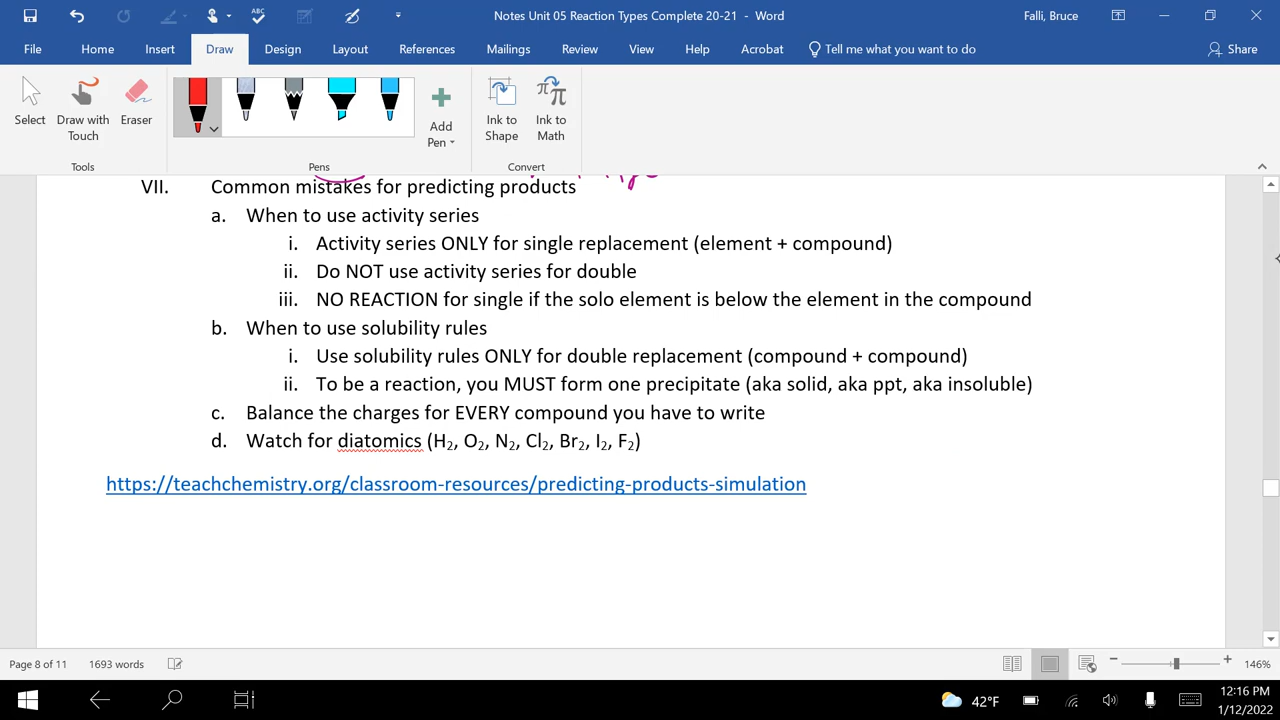 ABC
Notes Unit 05 Reaction Types Complete 20-21 - Word
Falli, Bruce
File Home Insert Draw Design Layout References Mailings Review View Help Acrobat Tell me what you want to do Share
Select
Draw with Touch
Eraser
Add Pen
Ink to Shape
Ink to Math
Tools Pens Convert
VII. Common mistakes for predicting products
a. When to use activity series
i. Activity series ONLY for single replacement (element + compound)
ii. Do NOT use activity series for double
iii. NO REACTION for single if the solo element is below the element in the compound
b. When to use solubility rules
i. Use solubility rules ONLY for double replacement (compound + compound)
ii. To be a reaction, you MUST form one precipitate (aka solid, aka ppt, aka insoluble)
c. Balance the charges for EVERY compound you have to write
d. Watch for diatomics (H₂, O₂, N₂, Cl₂, Br₂, I₂, F₂)
https://teachchemistry.org/classroom-resources/predicting-products-simulation
Page 8 of 11 1693 words 146%
42°F
12:16 PM
1/12/2022